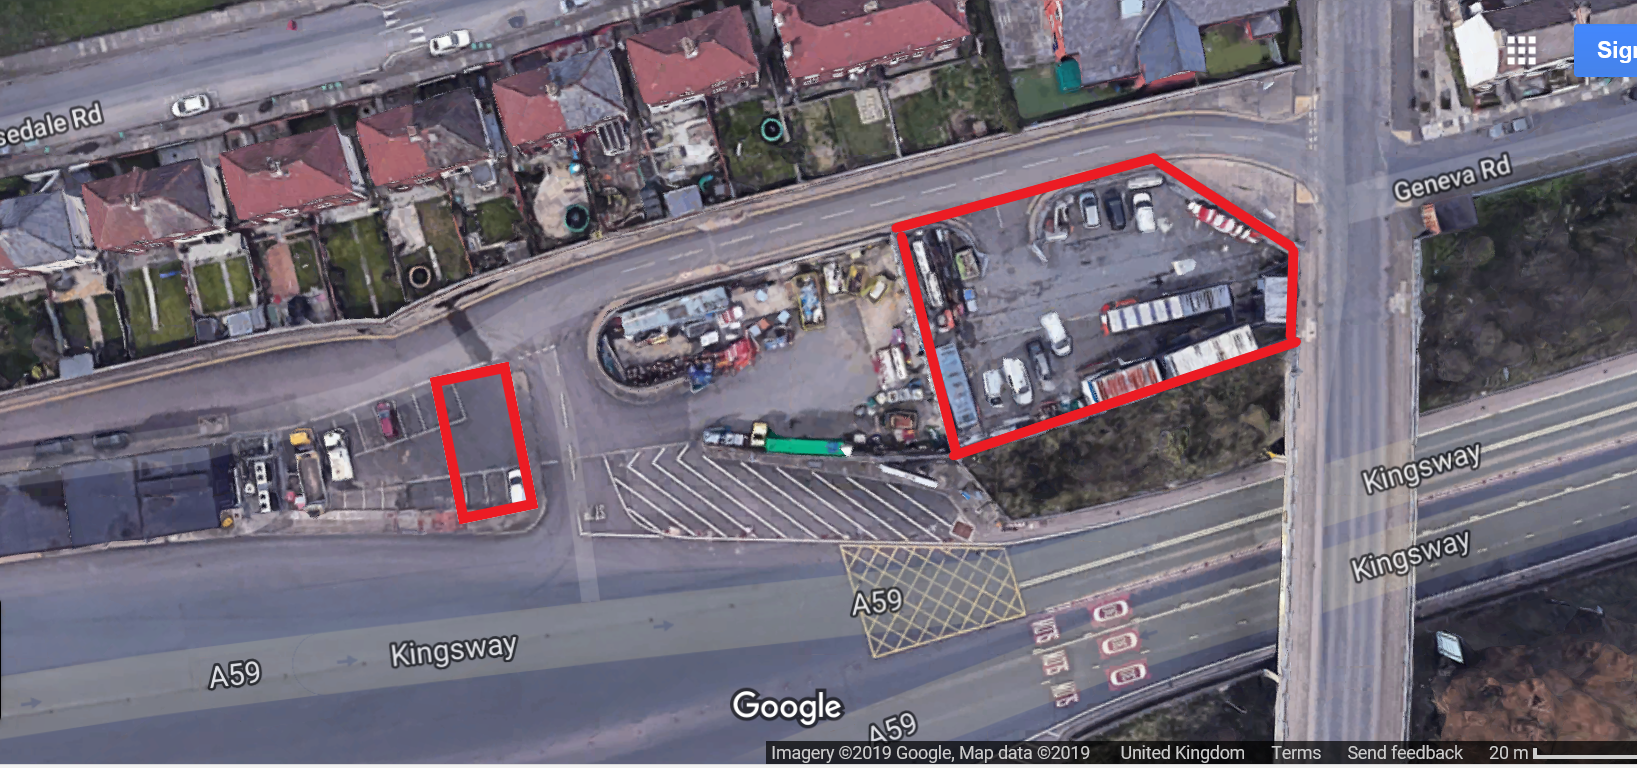 Sign
sedale Rd
Geneva Rd
Kingsway
Kingsway
A59
Kingsway
A59
A59
Google
Imagery ©2019 Google, Map data ©2019 United Kingdom Terms Send feedback 20 m